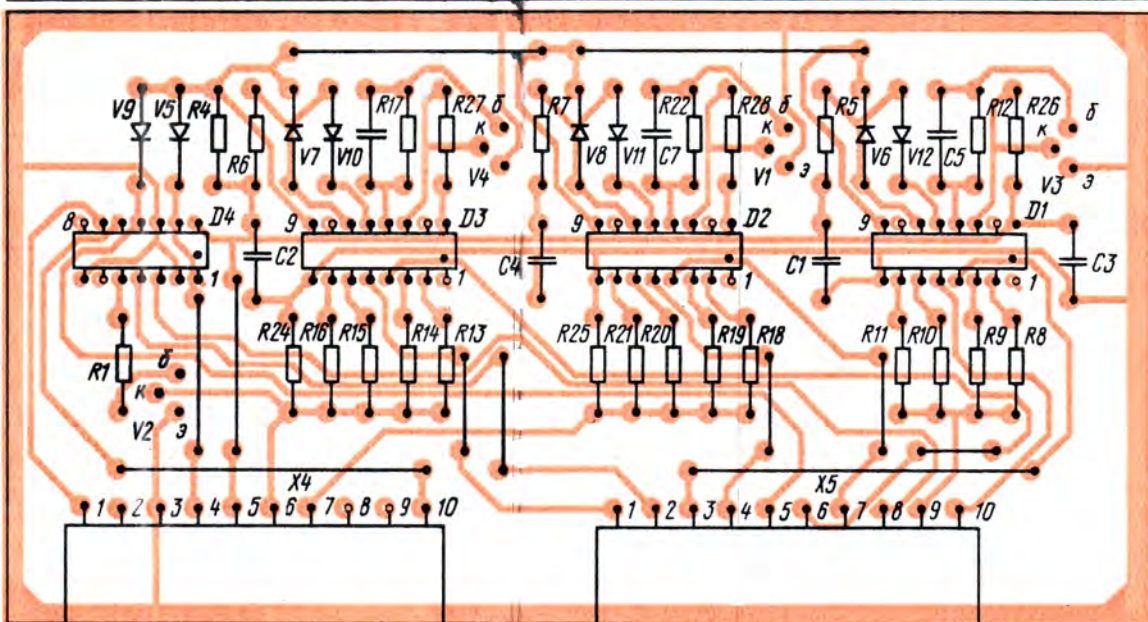 V9 V5 R4 R6 V7 V10 R17 R27 б к V4 R7 V8 V11 R22 C7 R28 б к V1 э R5 V6 V12 C5 R12 R26 б к V3 э
8 D4 9 D3 9 D2 9 D1
1 C2 1 C4 1 C1 1 C3
R1 б к V2 э R24 R16 R15 R14 R13 R25 R21 R20 R19 R18 R11 R10 R9 R8
X4 X5
1 2 3 4 5 6 7 8 9 10 1 2 3 4 5 6 7 8 9 10